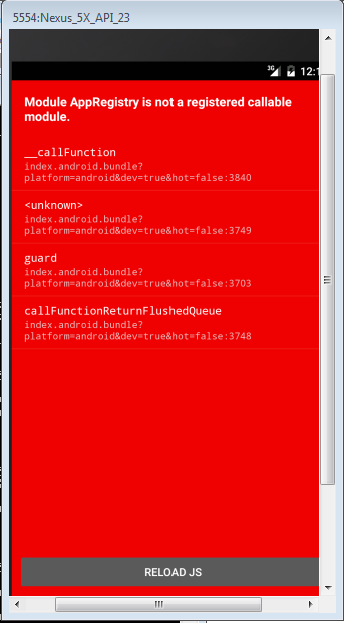 5554:Nexus_5X_API_23
3G 12:1
Module AppRegistry is not a registered callable
module.
__callFunction
index.android.bundle?
platform=android&dev=true&hot=false:3840
<unknown>
index.android.bundle?
platform=android&dev=true&hot=false:3749
guard
index.android.bundle?
platform=android&dev=true&hot=false:3703
callFunctionReturnFlushedQueue
index.android.bundle?
platform=android&dev=true&hot=false:3748
RELOAD JS